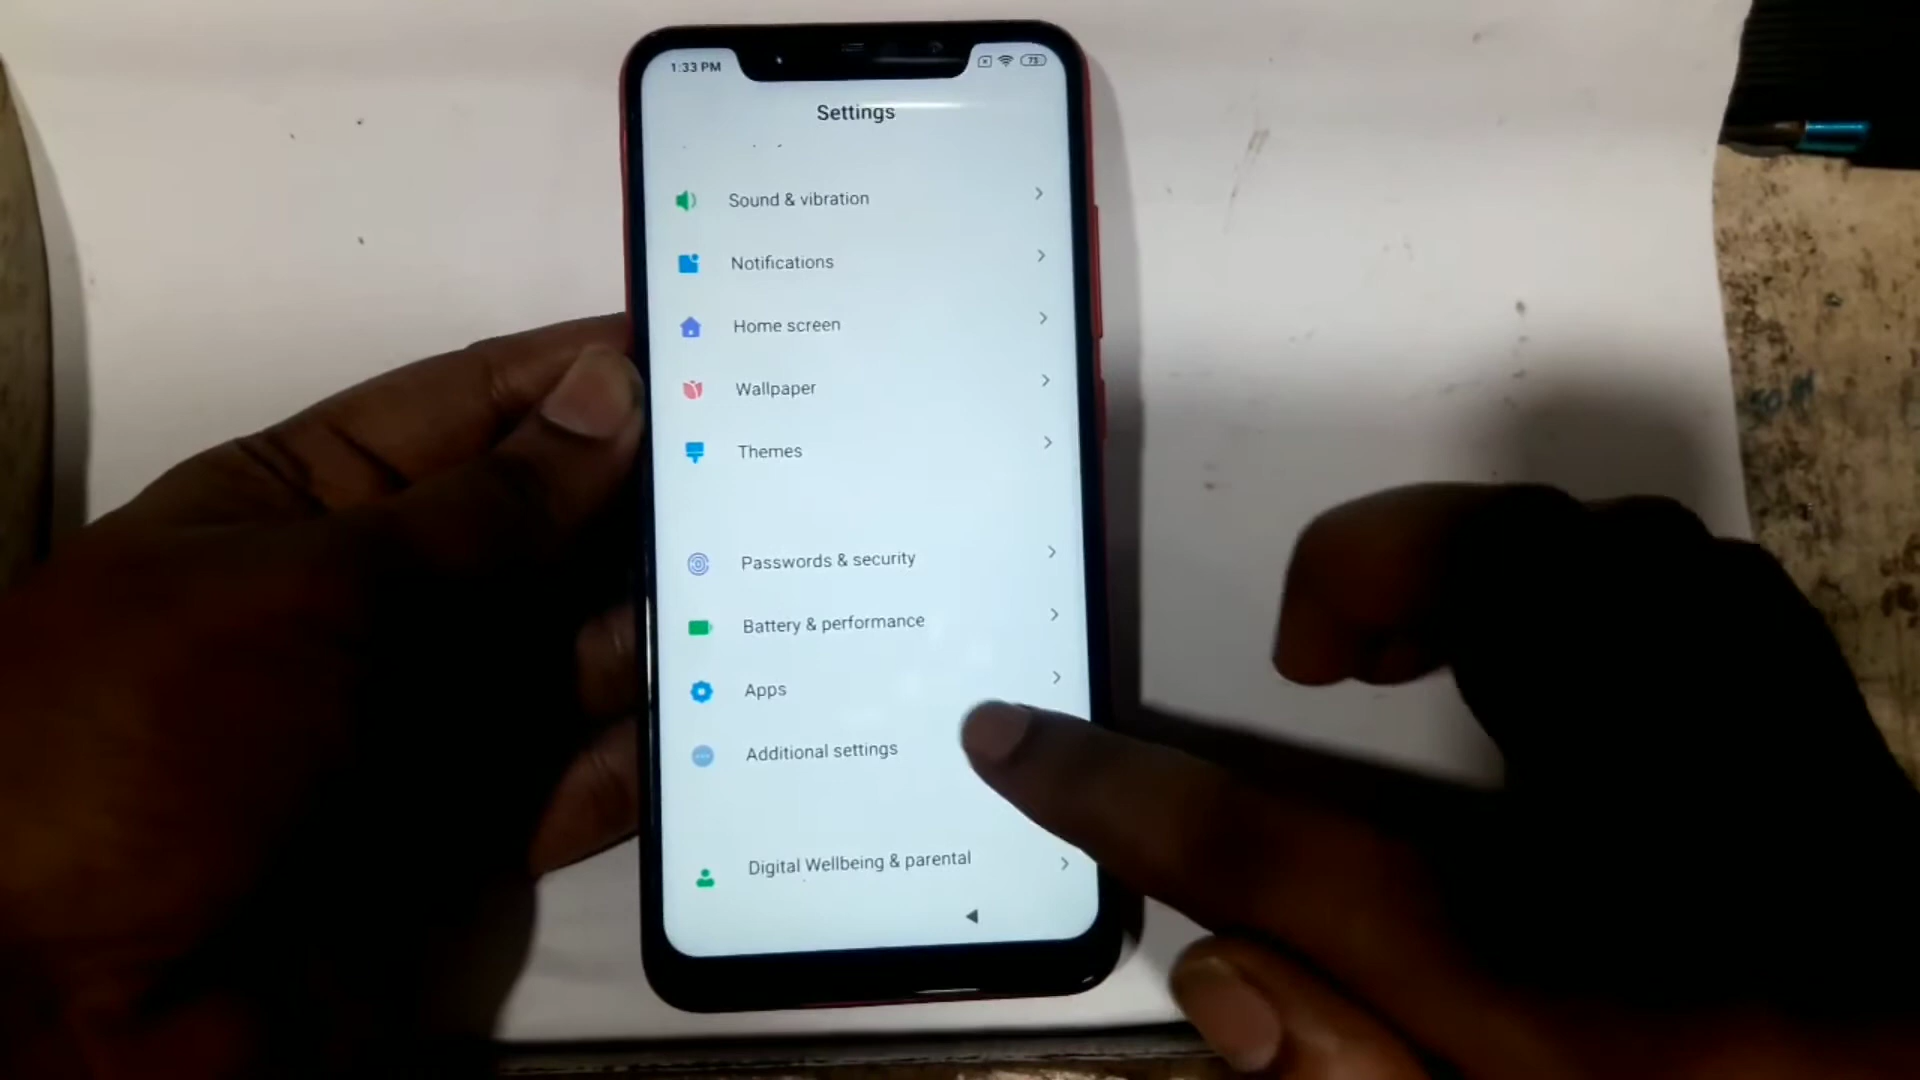 1:33 PM
73
Settings
Sound & vibration
Notifications
Home screen
Wallpaper
Themes
Passwords & security
Battery & performance
Apps
Additional settings
Digital Wellbeing & parental